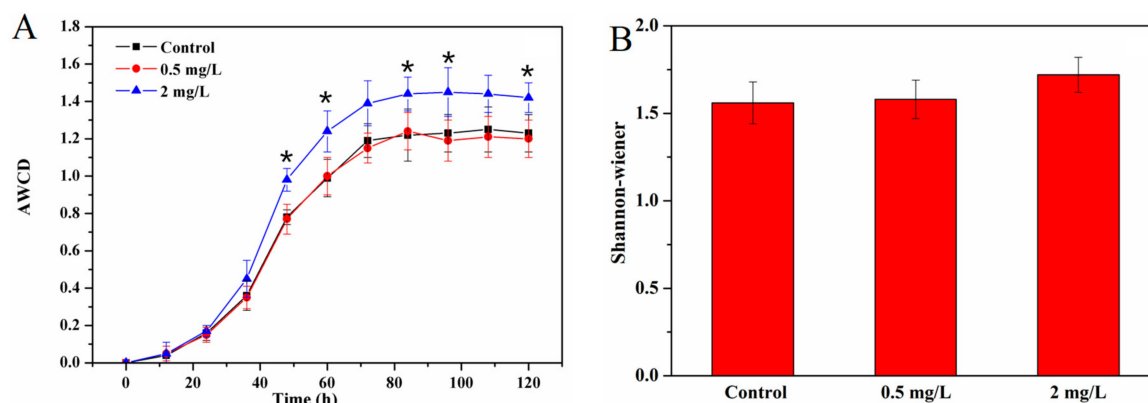 A
Control
0.5 mg/L
2 mg/L
* * * * *
AWCD
1.8
1.6
1.4
1.2
1.0
0.8
0.6
0.4
0.2
0.0
0 20 40 60 80 100 120
Time (h)
B
Shannon-wiener
2.0
1.5
1.0
0.5
0.0
Control 0.5 mg/L 2 mg/L